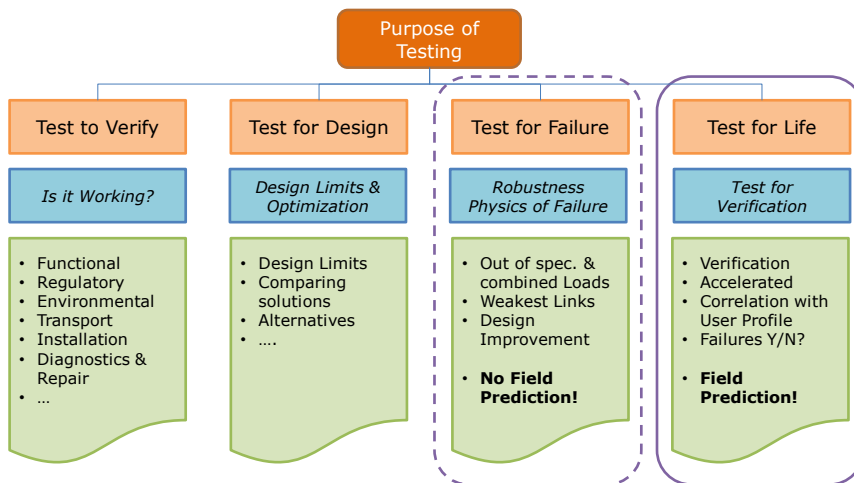 Purpose of
Testing
Test to Verify
Is it Working?
• Functional
• Regulatory
• Environmental
• Transport
• Installation
• Diagnostics &
Repair
• …
Test for Design
Design Limits &
Optimization
• Design Limits
• Comparing
solutions
• Alternatives
• ….
Test for Failure
Robustness
Physics of Failure
• Out of spec. &
combined Loads
• Weakest Links
• Design
Improvement
• No Field
Prediction!
Test for Life
Test for
Verification
• Verification
• Accelerated
• Correlation with
User Profile
• Failures Y/N?
• Field
Prediction!